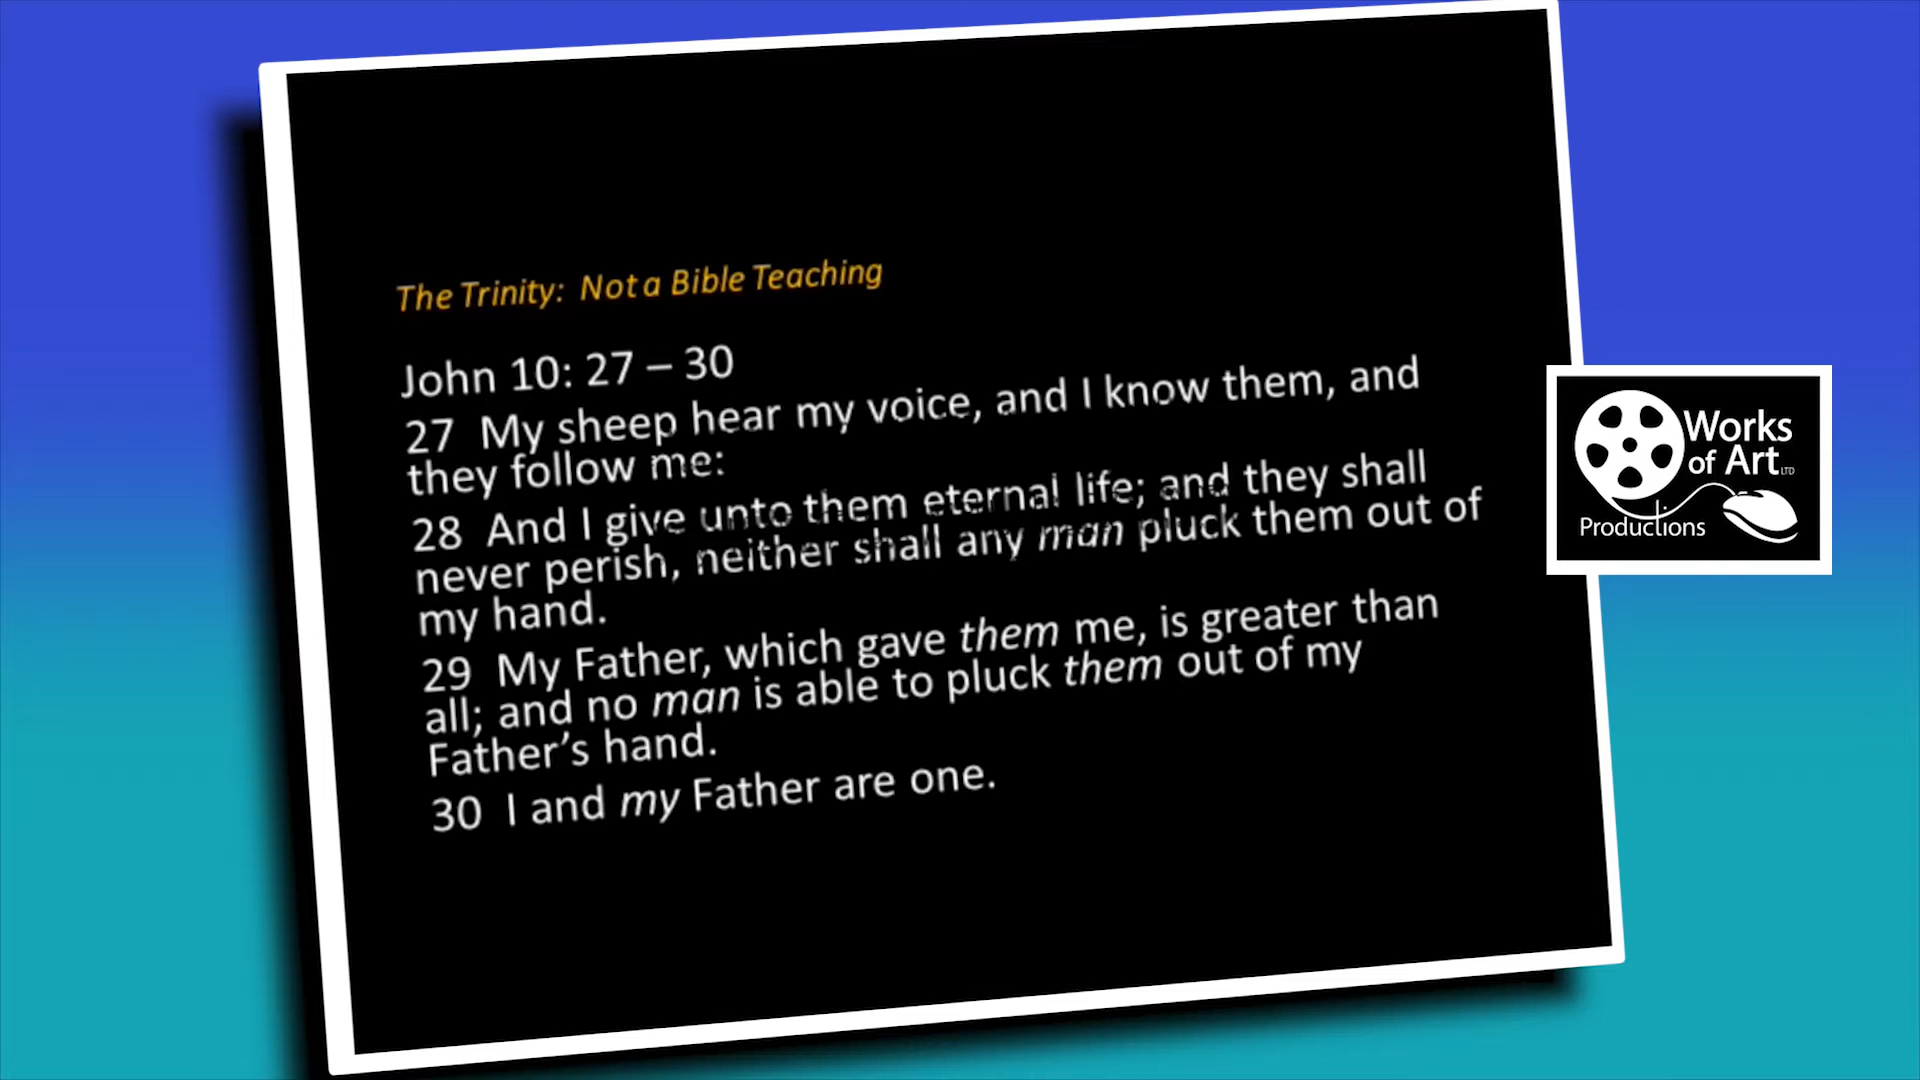 The Trinity: Not a Bible Teaching
John 10: 27 – 30
27 My sheep hear my voice, and I know them, and
they follow me:
28 And I give unto them eternal life; and they shall
never perish, neither shall any man pluck them out of
my hand.
29 My Father, which gave them me, is greater than
all; and no man is able to pluck them out of my
Father’s hand.
30 I and my Father are one.
Works
of Art LTD
Productions